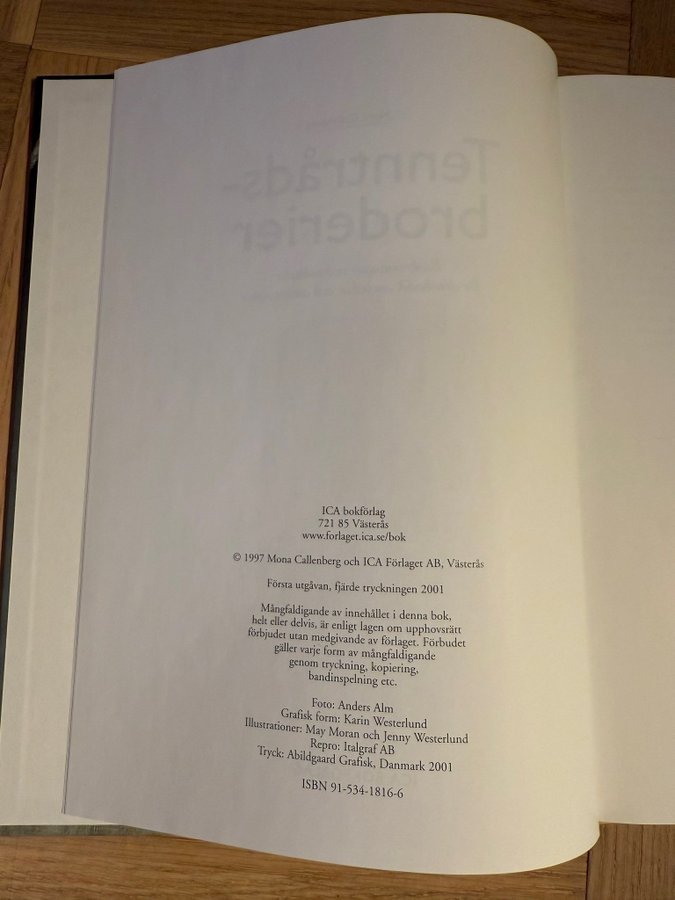 Tenntråds-
broderier
ICA bokförlag
721 85 Västerås
www.forlaget.ica.se/bok
© 1997 Mona Callenberg och ICA Förlaget AB, Västerås
Första utgåvan, fjärde tryckningen 2001
Mångfaldigande av innehållet i denna bok,
helt eller delvis, är enligt lagen om upphovsrätt
förbjudet utan medgivande av förlaget. Förbudet
gäller varje form av mångfaldigande
genom tryckning, kopiering,
bandinspelning etc.
Foto: Anders Alm
Grafisk form: Karin Westerlund
Illustrationer: May Moran och Jenny Westerlund
Repro: Italgraf AB
Tryck: Abildgaard Grafisk, Danmark 2001
ISBN 91-534-1816-6